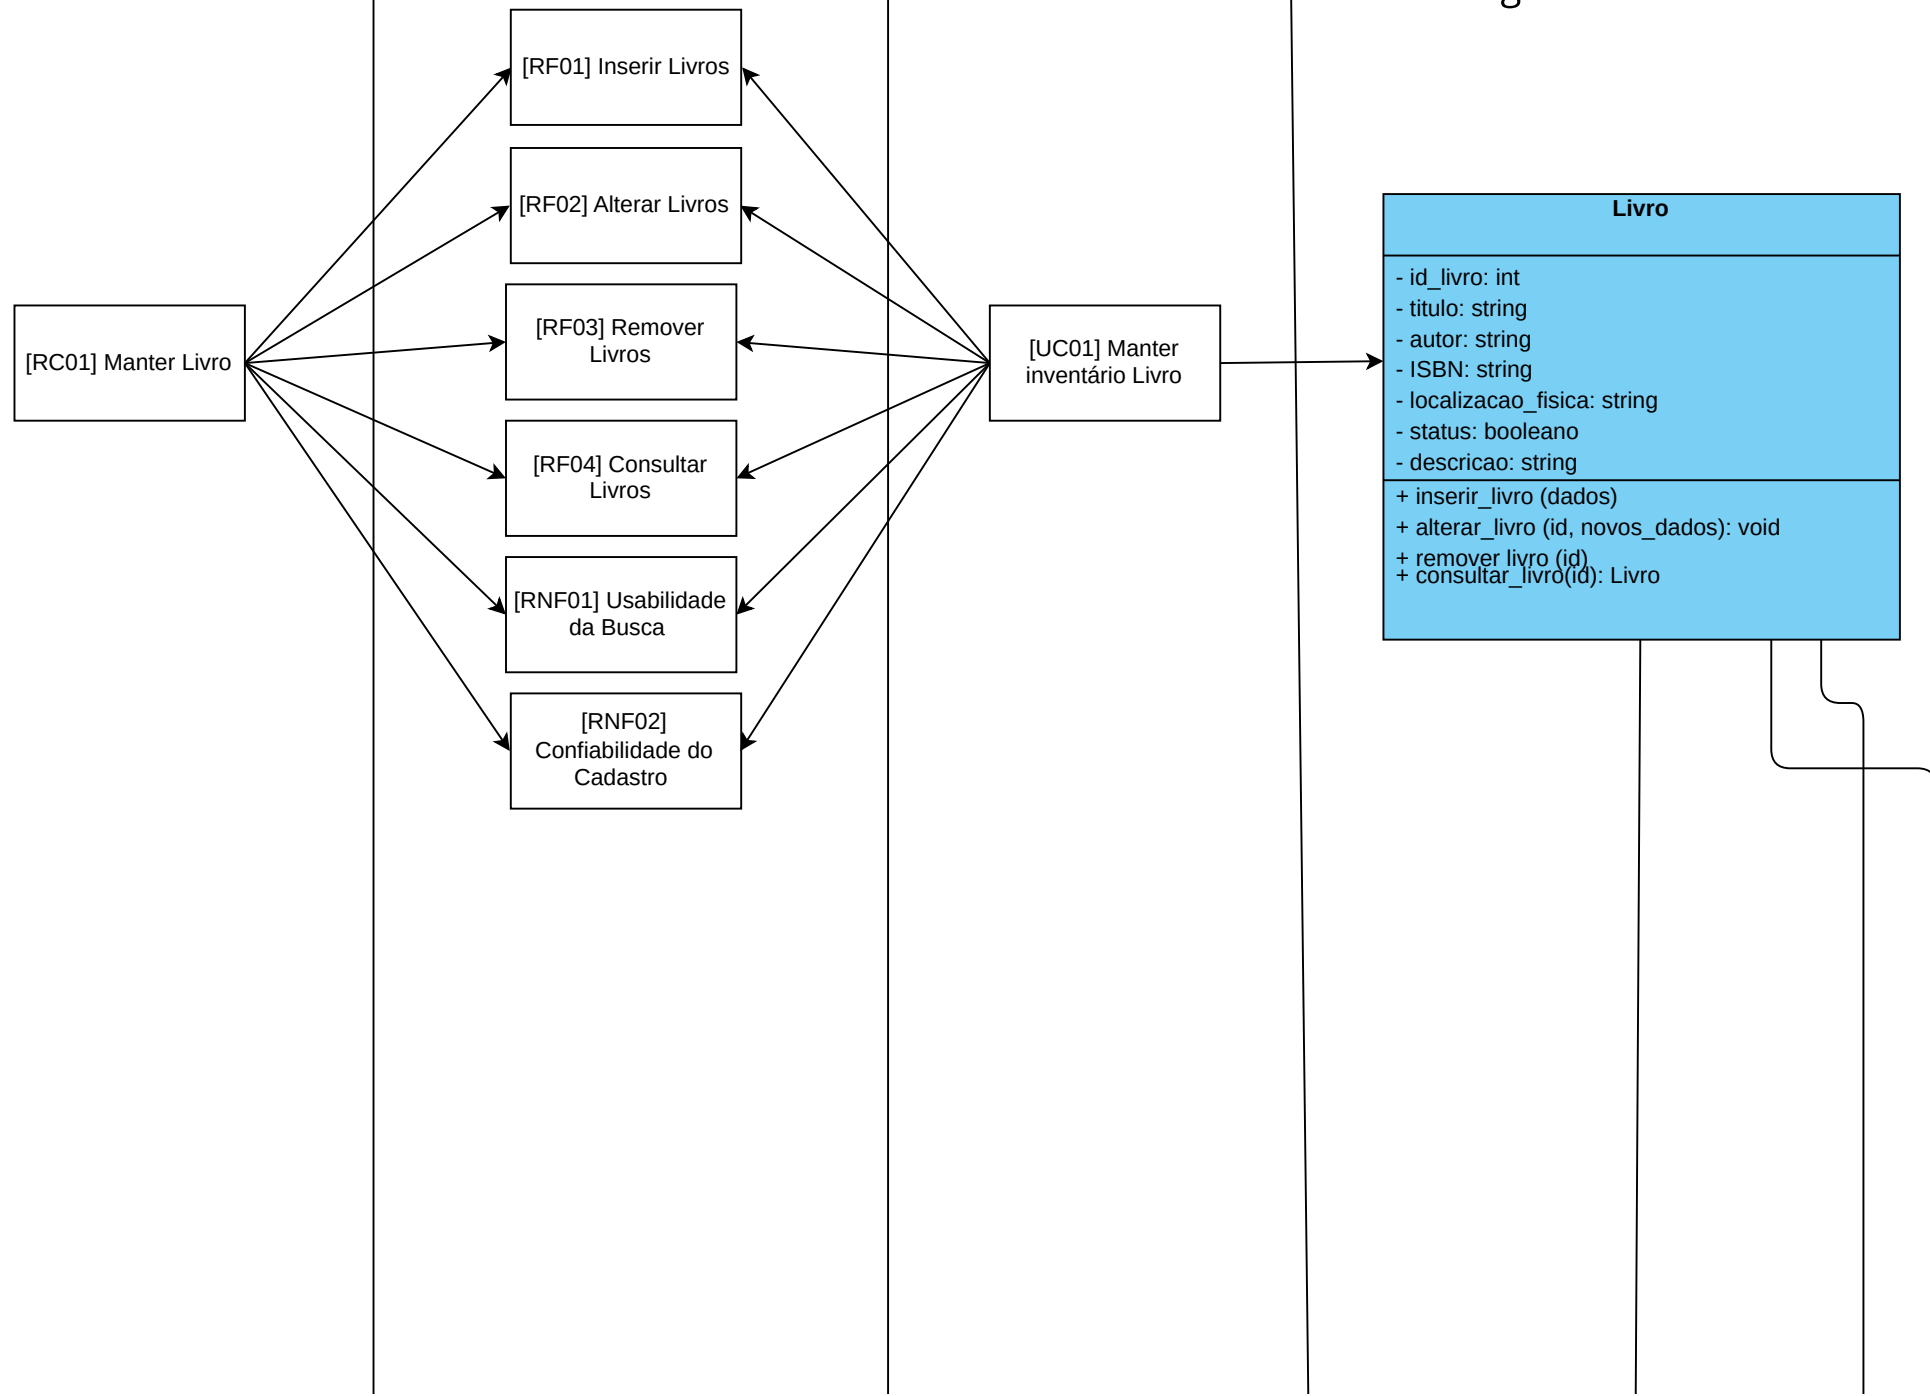 g
[RF01] Inserir Livros
[RF02] Alterar Livros
[RF03] Remover
Livros
[RC01] Manter Livro
[RF04] Consultar
Livros
[RNF01] Usabilidade
da Busca
[RNF02]
Confiabilidade do
Cadastro
[UC01] Manter
inventário Livro
Livro
- id_livro: int
- titulo: string
- autor: string
- ISBN: string
- localizacao_fisica: string
- status: booleano
- descricao: string
+ inserir_livro (dados)
+ alterar_livro (id, novos_dados): void
+ remover livro (id)
+ consultar_livro(id): Livro